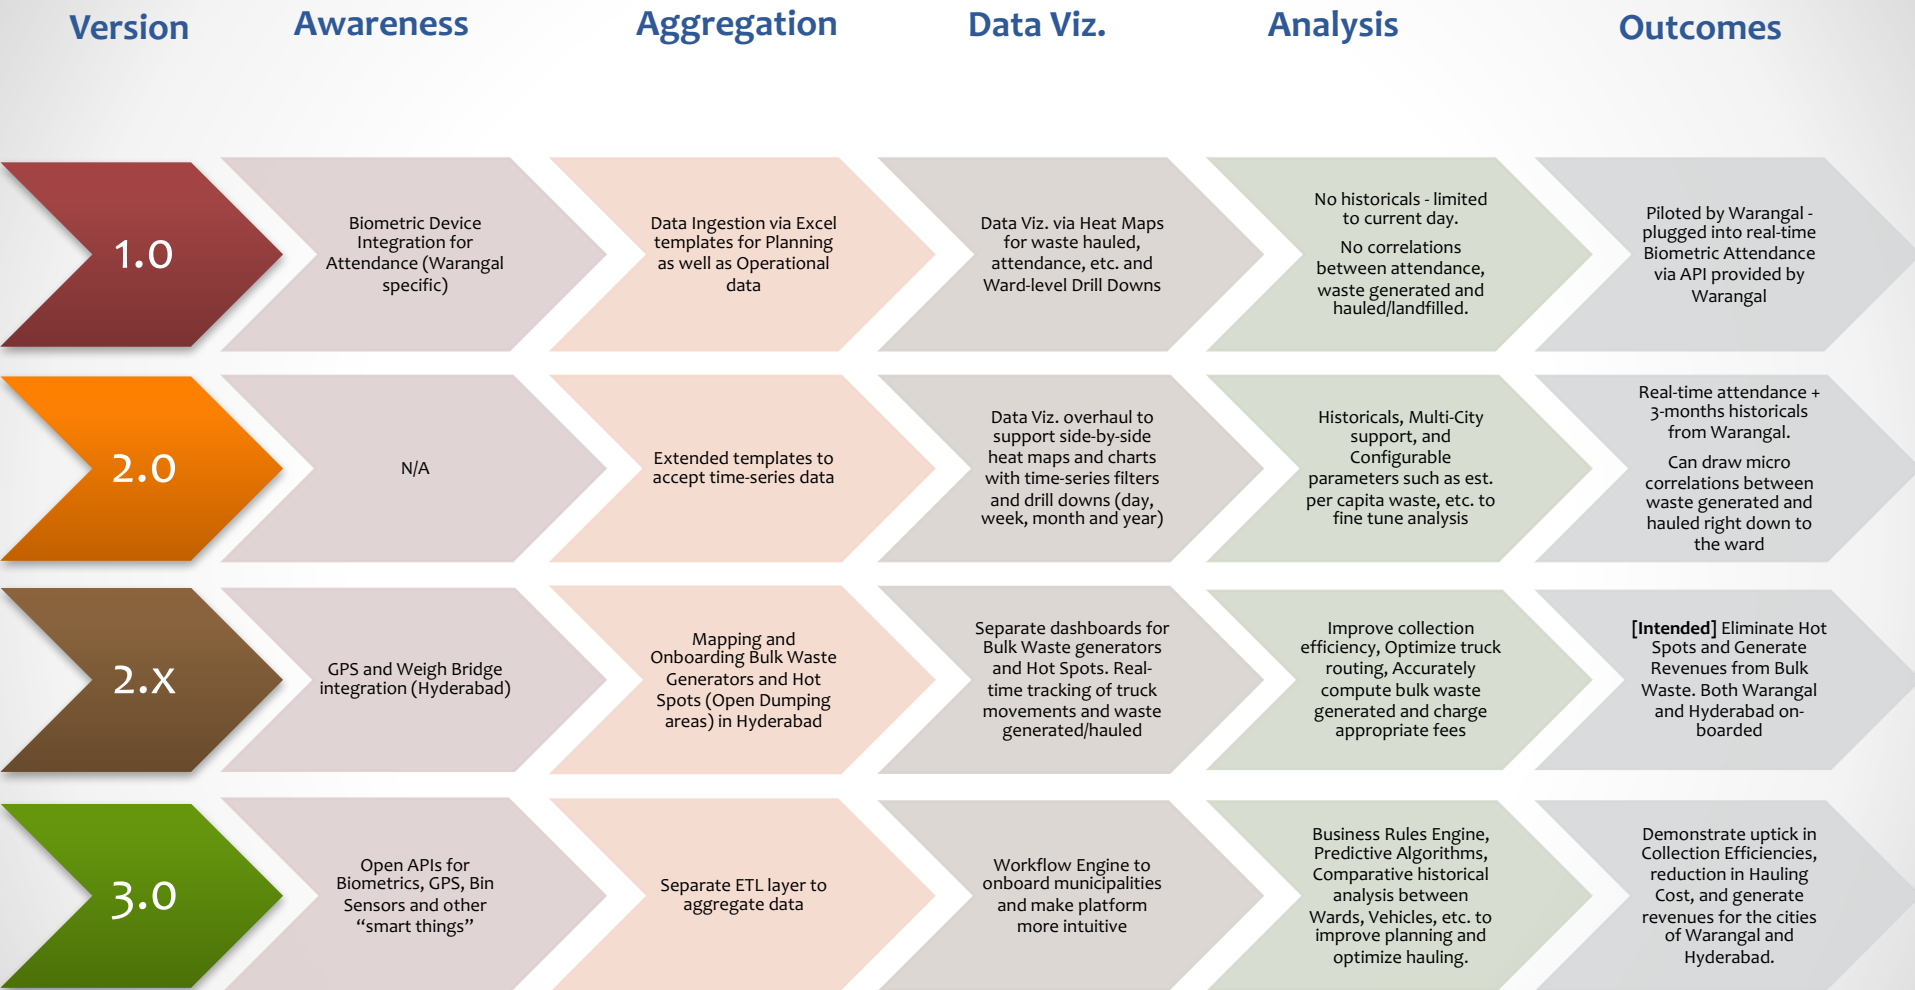 Version
Awareness
Aggregation
Data Viz.
Analysis
Outcomes
1.0
Biometric Device
Integration for
Attendance (Warangal
specific)
Data Ingestion via Excel
templates for Planning
as well as Operational
data
Data Viz. via Heat Maps
for waste hauled,
attendance, etc. and
Ward-level Drill Downs
No historicals - limited
to current day.
No correlations
between attendance,
waste generated and
hauled/landfilled.
Piloted by Warangal -
plugged into real-time
Biometric Attendance
via API provided by
Warangal
2.0
N/A
Extended templates to
accept time-series data
Data Viz. overhaul to
support side-by-side
heat maps and charts
with time-series filters
and drill downs (day,
week, month and year)
Historicals, Multi-City
support, and
Configurable
parameters such as est.
per capita waste, etc. to
fine tune analysis
Real-time attendance +
3-months historicals
from Warangal.
Can draw micro
correlations between
waste generated and
hauled right down to
the ward
2.x
GPS and Weigh Bridge
integration (Hyderabad)
Mapping and
Onboarding Bulk Waste
Generators and Hot
Spots (Open Dumping
areas) in Hyderabad
Separate dashboards for
Bulk Waste generators
and Hot Spots. Real-
time tracking of truck
movements and waste
generated/hauled
Improve collection
efficiency, Optimize truck
routing, Accurately
compute bulk waste
generated and charge
appropriate fees
[Intended] Eliminate Hot
Spots and Generate
Revenues from Bulk
Waste. Both Warangal
and Hyderabad on-
boarded
3.0
Open APIs for
Biometrics, GPS, Bin
Sensors and other
“smart things”
Separate ETL layer to
aggregate data
Workflow Engine to
onboard municipalities
and make platform
more intuitive
Business Rules Engine,
Predictive Algorithms,
Comparative historical
analysis between
Wards, Vehicles, etc. to
improve planning and
optimize hauling.
Demonstrate uptick in
Collection Efficiencies,
reduction in Hauling
Cost, and generate
revenues for the cities
of Warangal and
Hyderabad.